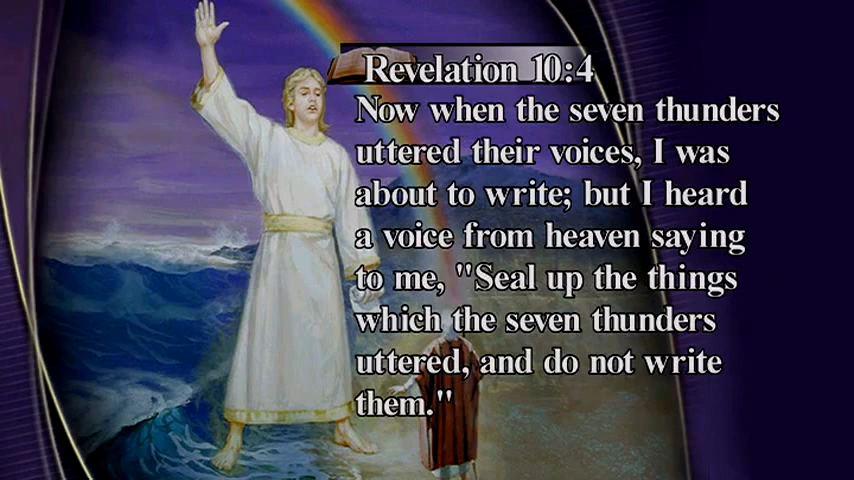 Revelation 10:4
Now when the seven thunders
uttered their voices, I was
about to write; but I heard
a voice from heaven saying
to me, "Seal up the things
which the seven thunders
uttered, and do not write
them."